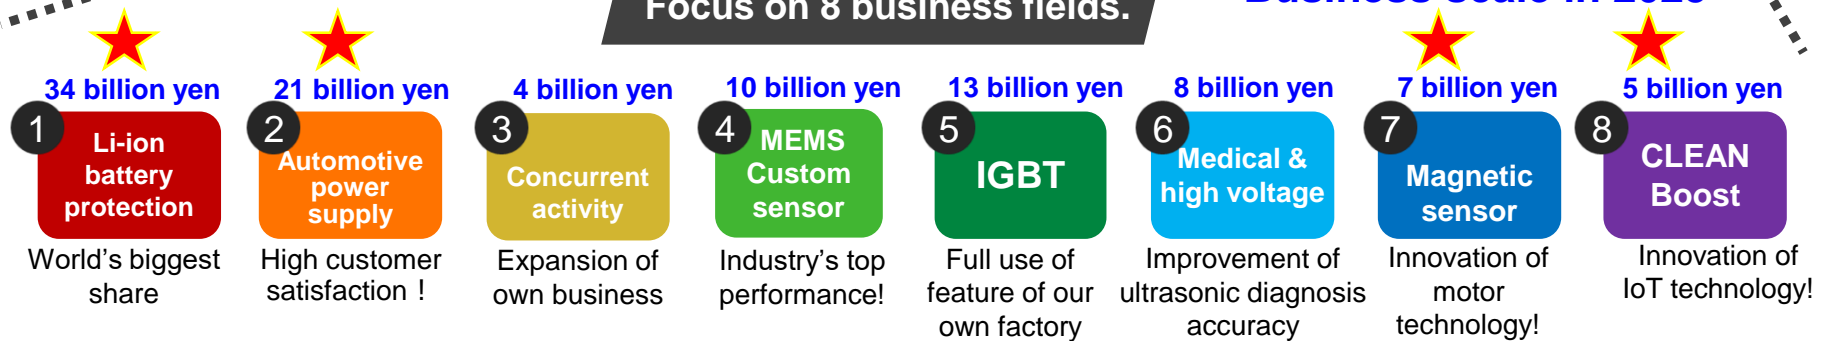 Focus on 8 business fields.
34 billion yen
1
Li-ion
battery
protection
World's biggest
share
21 billion yen
2
Automotive
power
supply
High customer
satisfaction !
4 billion yen
3
Concurrent
activity
Expansion of
own business
10 billion yen
4
MEMS
Custom
sensor
Industry's top
performance!
13 billion yen
5
IGBT
Full use of
feature of our
own factory
8 billion yen
6
Medical &
high voltage
Improvement of
ultrasonic diagnosis
accuracy
7 billion yen
7
Magnetic
sensor
Innovation of
motor
technology!
5 billion yen
8
CLEAN
Boost
Innovation of
IoT technology!